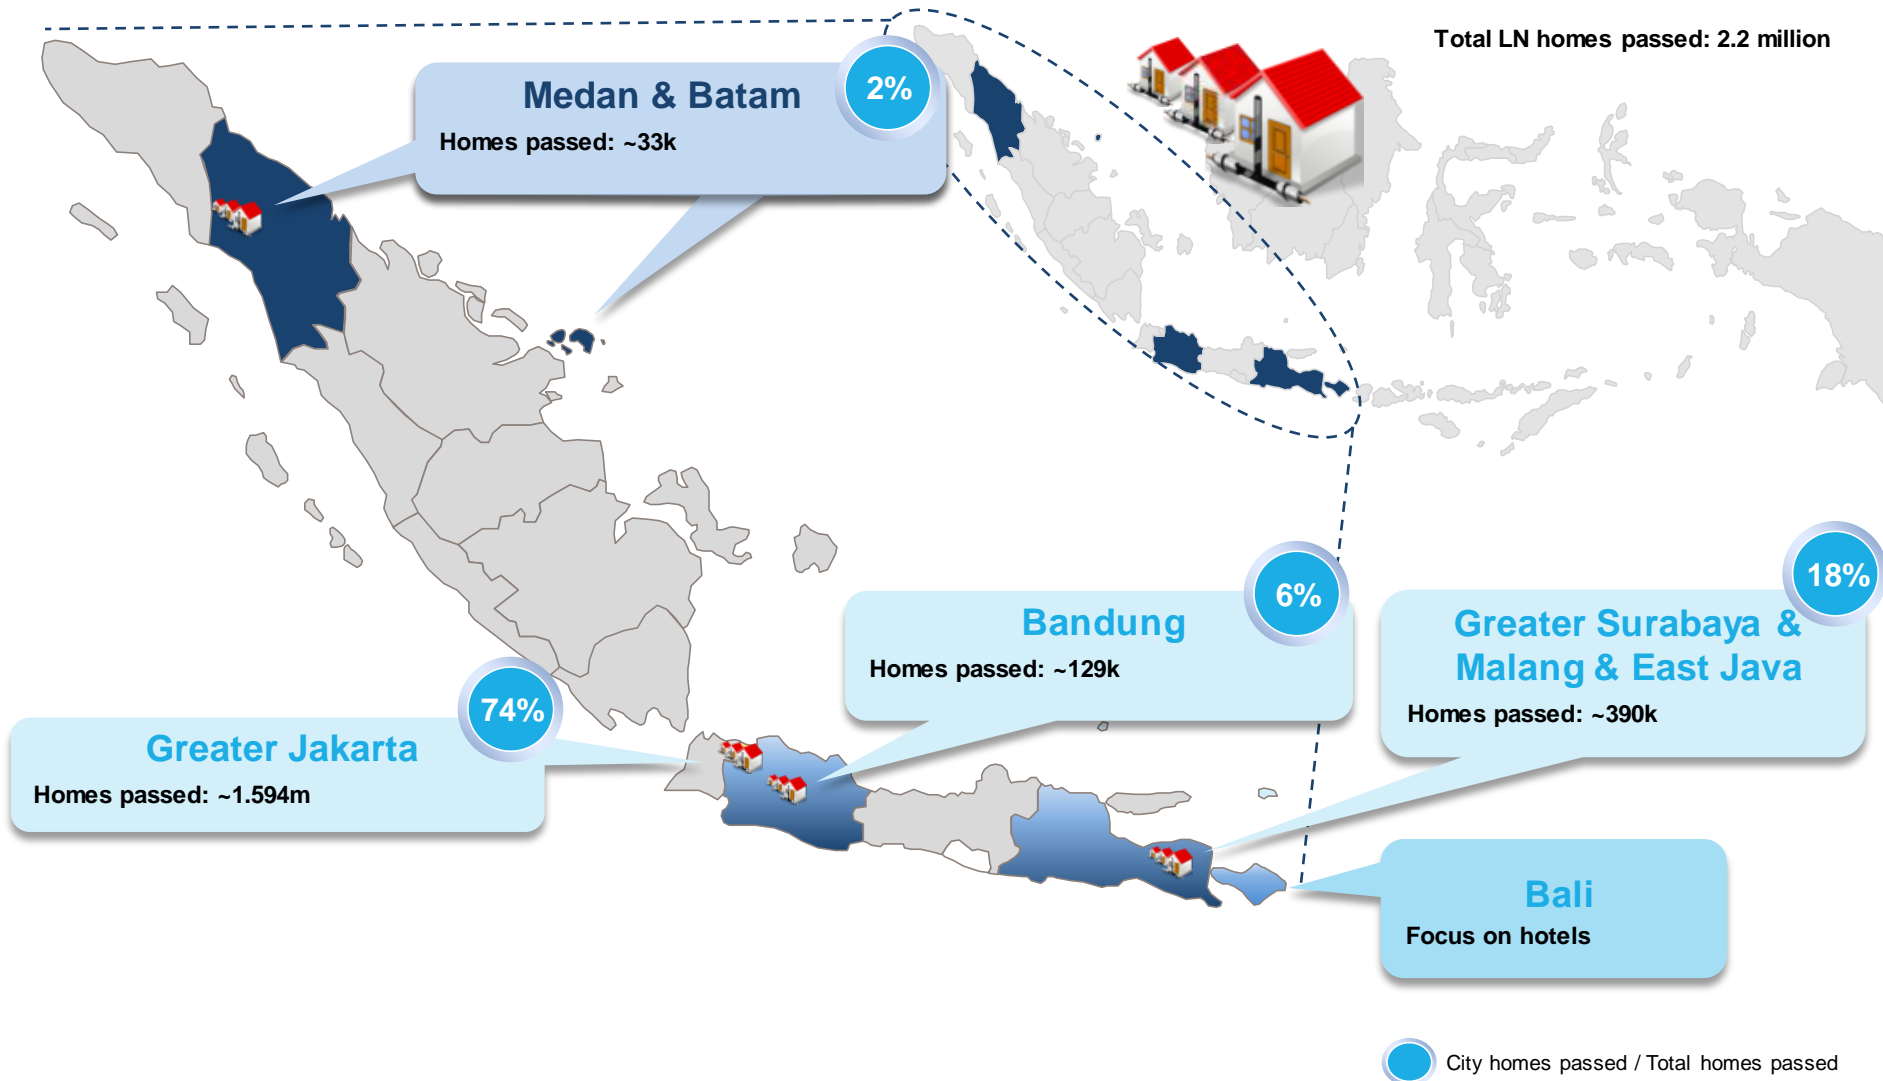 Total LN homes passed: 2.2 million
Medan & Batam
2%
Homes passed: ~33k
Bandung
6%
Homes passed: ~129k
Greater Surabaya &
Malang & East Java
18%
Homes passed: ~390k
Greater Jakarta
74%
Homes passed: ~1.594m
Bali
Focus on hotels
City homes passed / Total homes passed